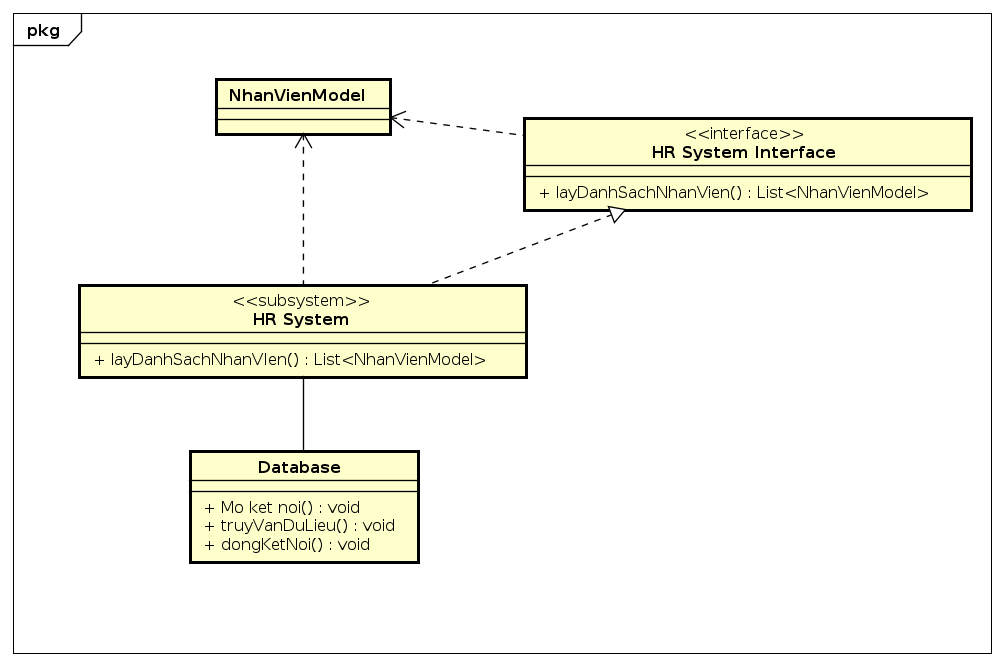 pkg
NhanVienModel
<<interface>>
HR System Interface
+ layDanhSachNhanVien() : List<NhanVienModel>
<<subsystem>>
HR System
+ layDanhSachNhanVIen() : List<NhanVienModel>
Database
+ Mo ket noi() : void
+ truyVanDuLieu() : void
+ dongKetNoi() : void